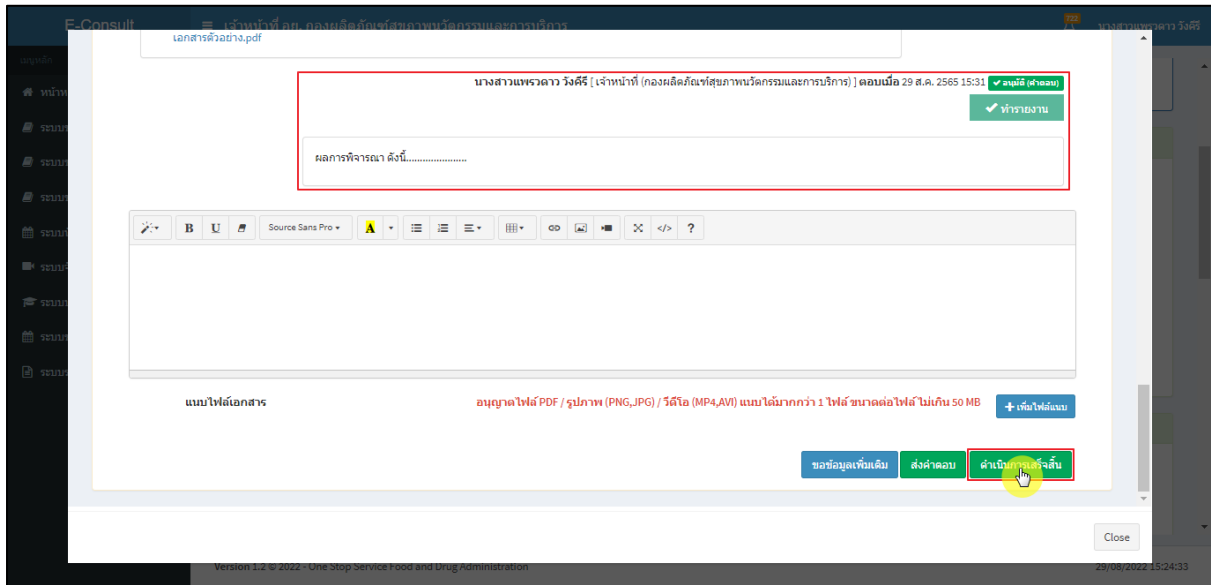 E-Consult
เจ้าหน้าที่ อย. กองผลิตภัณฑ์สุขภาพนวัตกรรมและการบริการ
722
นางสาวแพรวดาว วังคีรี
เมนูหลัก
เอกสารตัวอย่าง.pdf
นางสาวแพรวดาว วังคีรี [ เจ้าหน้าที่ (กองผลิตภัณฑ์สุขภาพนวัตกรรมและการบริการ) ] ตอบเมื่อ 29 ส.ค. 2565 15:31 อนุมัติ (คำตอบ)
ทำรายงาน
ผลการพิจารณา ดังนี้......................
B U Source Sans Pro A </> ?
แนบไฟล์เอกสาร
อนุญาตไฟล์ PDF / รูปภาพ (PNG,JPG) / วีดีโอ (MP4,AVI) แนบได้มากกว่า 1 ไฟล์ ขนาดต่อไฟล์ ไม่เกิน 50 MB
+ เพิ่มไฟล์แนบ
ขอข้อมูลเพิ่มเติม
ส่งคำตอบ
ดำเนินการเสร็จสิ้น
Close
Version 1.2 © 2022 - One Stop Service Food and Drug Administration
29/08/2022 15:24:33